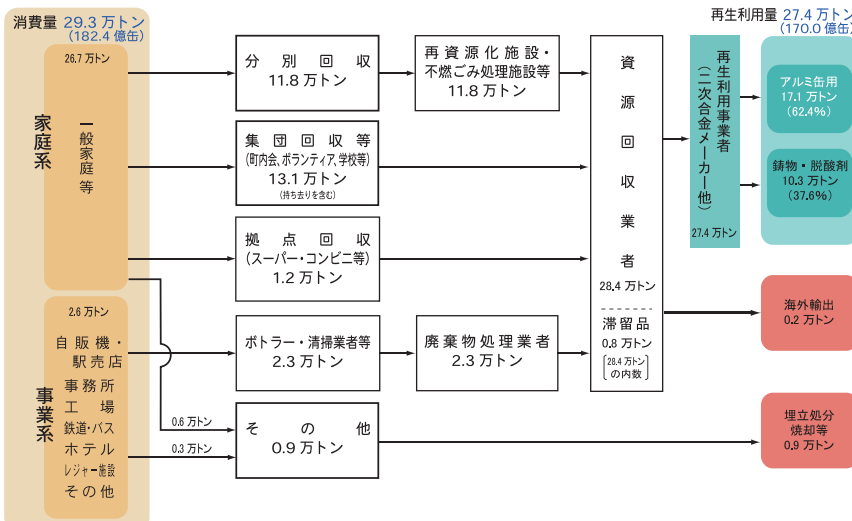 消費量 29.3 万トン
(182.4 億缶)
再生利用量 27.4 万トン
(170.0 億缶)
家庭系
26.7 万トン
一般家庭等
事業系
2.6 万トン
自販機・
駅売店
事務所
工場
鉄道・バス
ホテル
レジャー施設
その他
分別回収
11.8 万トン
再資源化施設・
不燃ごみ処理施設等
11.8 万トン
集団回収等
(町内会、ボランティア、学校等)
13.1 万トン
(持ち去りを含む)
拠点回収
(スーパー・コンビニ等)
1.2 万トン
ボトラー・清掃業者等
2.3 万トン
廃棄物処理業者
2.3 万トン
0.6 万トン
0.3 万トン
その他
0.9 万トン
資源回収業者
28.4 万トン
滞留品
0.8 万トン
[28.4 万トン
の内数]
再生利用事業者
(二次合金メーカー他)
27.4 万トン
アルミ缶用
17.1 万トン
(62.4%)
鋳物・脱酸剤
10.3 万トン
(37.6%)
海外輸出
0.2 万トン
埋立処分
焼却等
0.9 万トン